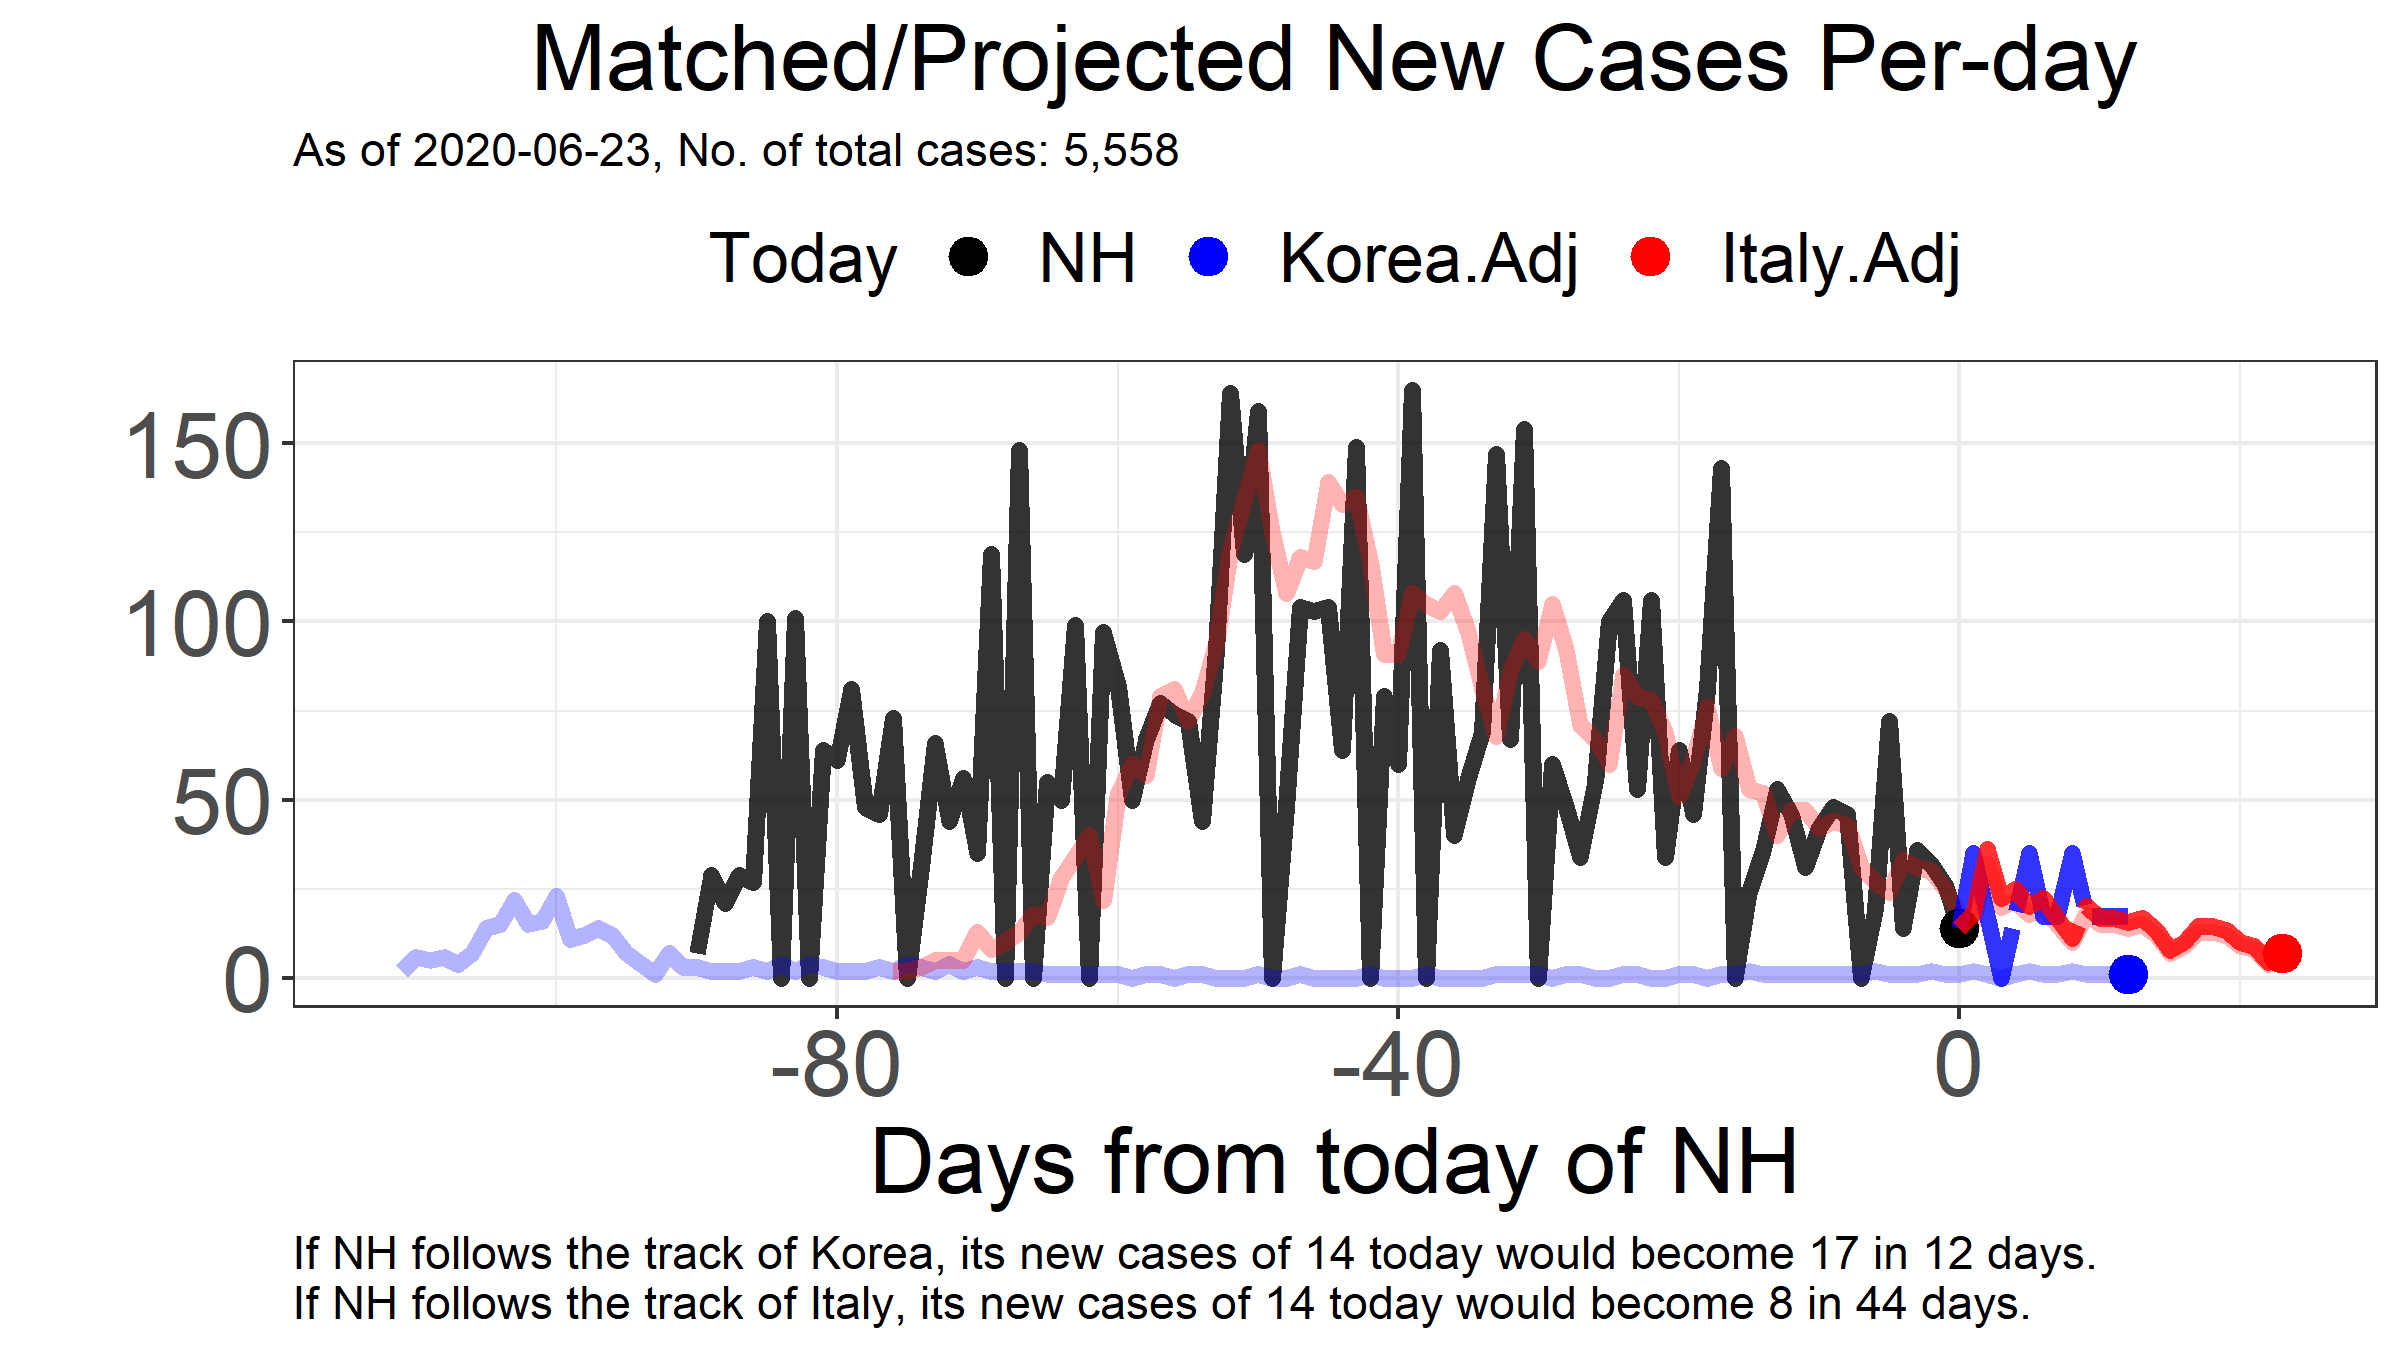 Matched/Projected New Cases Per-day
As of 2020-06-23, No. of total cases: 5,558
Today NH Korea.Adj Italy.Adj
150
100
50
0
-80 -40 0
Days from today of NH
If NH follows the track of Korea, its new cases of 14 today would become 17 in 12 days.
If NH follows the track of Italy, its new cases of 14 today would become 8 in 44 days.